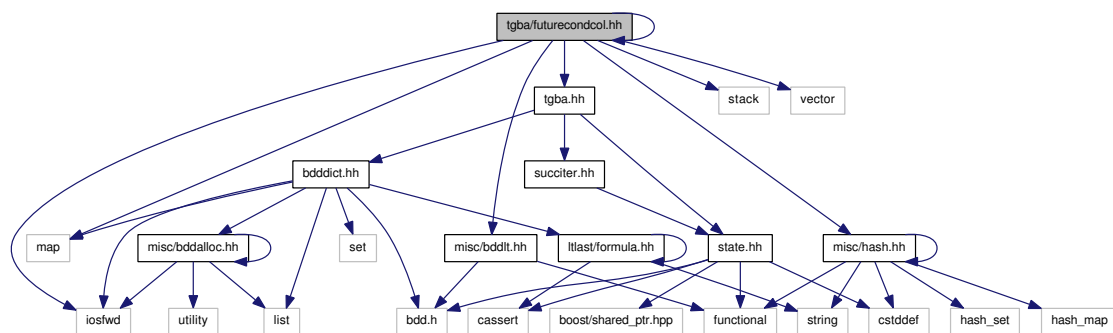 tgba/futurecondcol.hh
tgba.hh
stack
vector
bdddict.hh
succiter.hh
map
misc/bddalloc.hh
set
misc/bddlt.hh
ltlast/formula.hh
state.hh
misc/hash.hh
iosfwd
utility
list
bdd.h
cassert
boost/shared_ptr.hpp
functional
string
cstddef
hash_set
hash_map